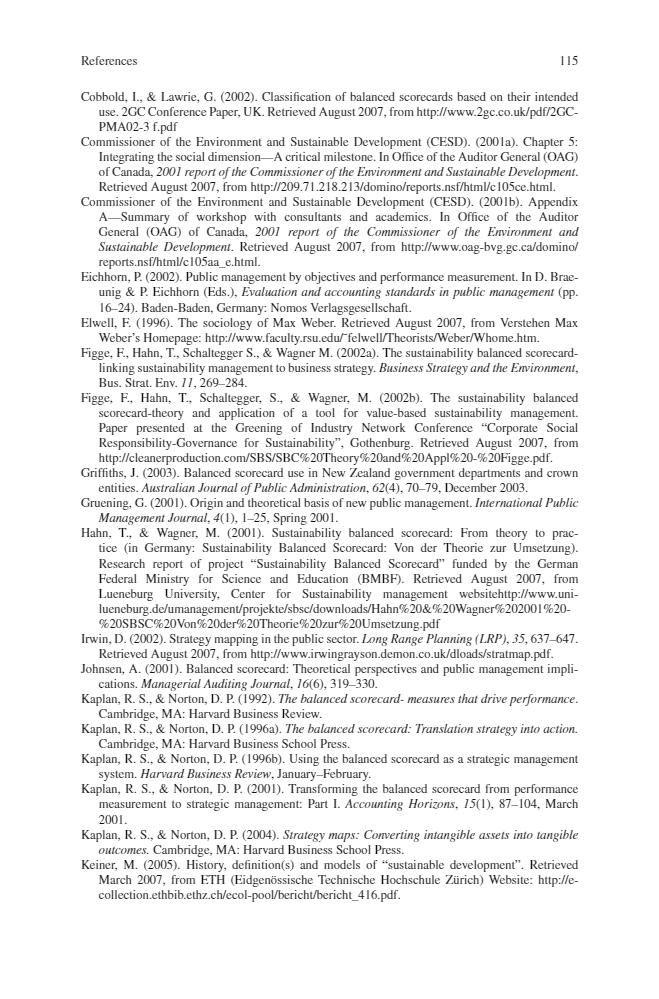 References 115
Cobbold, I., & Lawrie, G. (2002). Classification of balanced scorecards based on their intended
use. 2GC Conference Paper, UK. Retrieved August 2007, from http://www.2gc.co.uk/pdf/2GC-
PMA02-3 f.pdf
Commissioner of the Environment and Sustainable Development (CESD). (2001a). Chapter 5:
Integrating the social dimension—A critical milestone. In Office of the Auditor General (OAG)
of Canada, 2001 report of the Commissioner of the Environment and Sustainable Development.
Retrieved August 2007, from http://209.71.218.213/domino/reports.nsf/html/c105ce.html.
Commissioner of the Environment and Sustainable Development (CESD). (2001b). Appendix
A—Summary of workshop with consultants and academics. In Office of the Auditor
General (OAG) of Canada, 2001 report of the Commissioner of the Environment and
Sustainable Development. Retrieved August 2007, from http://www.oag-bvg.gc.ca/domino/
reports.nsf/html/c105aa_e.html.
Eichhorn, P. (2002). Public management by objectives and performance measurement. In D. Brae-
unig & P. Eichhorn (Eds.), Evaluation and accounting standards in public management (pp.
16–24). Baden-Baden, Germany: Nomos Verlagsgesellschaft.
Elwell, F. (1996). The sociology of Max Weber. Retrieved August 2007, from Verstehen Max
Weber's Homepage: http://www.faculty.rsu.edu/˜felwell/Theorists/Weber/Whome.htm.
Figge, F., Hahn, T., Schaltegger S., & Wagner M. (2002a). The sustainability balanced scorecard-
linking sustainability management to business strategy. Business Strategy and the Environment,
Bus. Strat. Env. 11, 269–284.
Figge, F., Hahn, T., Schaltegger, S., & Wagner, M. (2002b). The sustainability balanced
scorecard-theory and application of a tool for value-based sustainability management.
Paper presented at the Greening of Industry Network Conference “Corporate Social
Responsibility-Governance for Sustainability”, Gothenburg. Retrieved August 2007, from
http://cleanerproduction.com/SBS/SBC%20Theory%20and%20Appl%20-%20Figge.pdf.
Griffiths, J. (2003). Balanced scorecard use in New Zealand government departments and crown
entities. Australian Journal of Public Administration, 62(4), 70–79, December 2003.
Gruening, G. (2001). Origin and theoretical basis of new public management. International Public
Management Journal, 4(1), 1–25, Spring 2001.
Hahn, T., & Wagner, M. (2001). Sustainability balanced scorecard: From theory to prac-
tice (in Germany: Sustainability Balanced Scorecard: Von der Theorie zur Umsetzung).
Research report of project “Sustainability Balanced Scorecard” funded by the German
Federal Ministry for Science and Education (BMBF). Retrieved August 2007, from
Lueneburg University, Center for Sustainability management websitehttp://www.uni-
lueneburg.de/umanagement/projekte/sbsc/downloads/Hahn%20&%20Wagner%202001%20-
%20SBSC%20Von%20der%20Theorie%20zur%20Umsetzung.pdf
Irwin, D. (2002). Strategy mapping in the public sector. Long Range Planning (LRP), 35, 637–647.
Retrieved August 2007, from http://www.irwingrayson.demon.co.uk/dloads/stratmap.pdf.
Johnsen, A. (2001). Balanced scorecard: Theoretical perspectives and public management impli-
cations. Managerial Auditing Journal, 16(6), 319–330.
Kaplan, R. S., & Norton, D. P. (1992). The balanced scorecard- measures that drive performance.
Cambridge, MA: Harvard Business Review.
Kaplan, R. S., & Norton, D. P. (1996a). The balanced scorecard: Translation strategy into action.
Cambridge, MA: Harvard Business School Press.
Kaplan, R. S., & Norton, D. P. (1996b). Using the balanced scorecard as a strategic management
system. Harvard Business Review, January–February.
Kaplan, R. S., & Norton, D. P. (2001). Transforming the balanced scorecard from performance
measurement to strategic management: Part I. Accounting Horizons, 15(1), 87–104, March
2001.
Kaplan, R. S., & Norton, D. P. (2004). Strategy maps: Converting intangible assets into tangible
outcomes. Cambridge, MA: Harvard Business School Press.
Keiner, M. (2005). History, definition(s) and models of “sustainable development”. Retrieved
March 2007, from ETH (Eidgenössische Technische Hochschule Zürich) Website: http://e-
collection.ethbib.ethz.ch/ecol-pool/bericht/bericht_416.pdf.